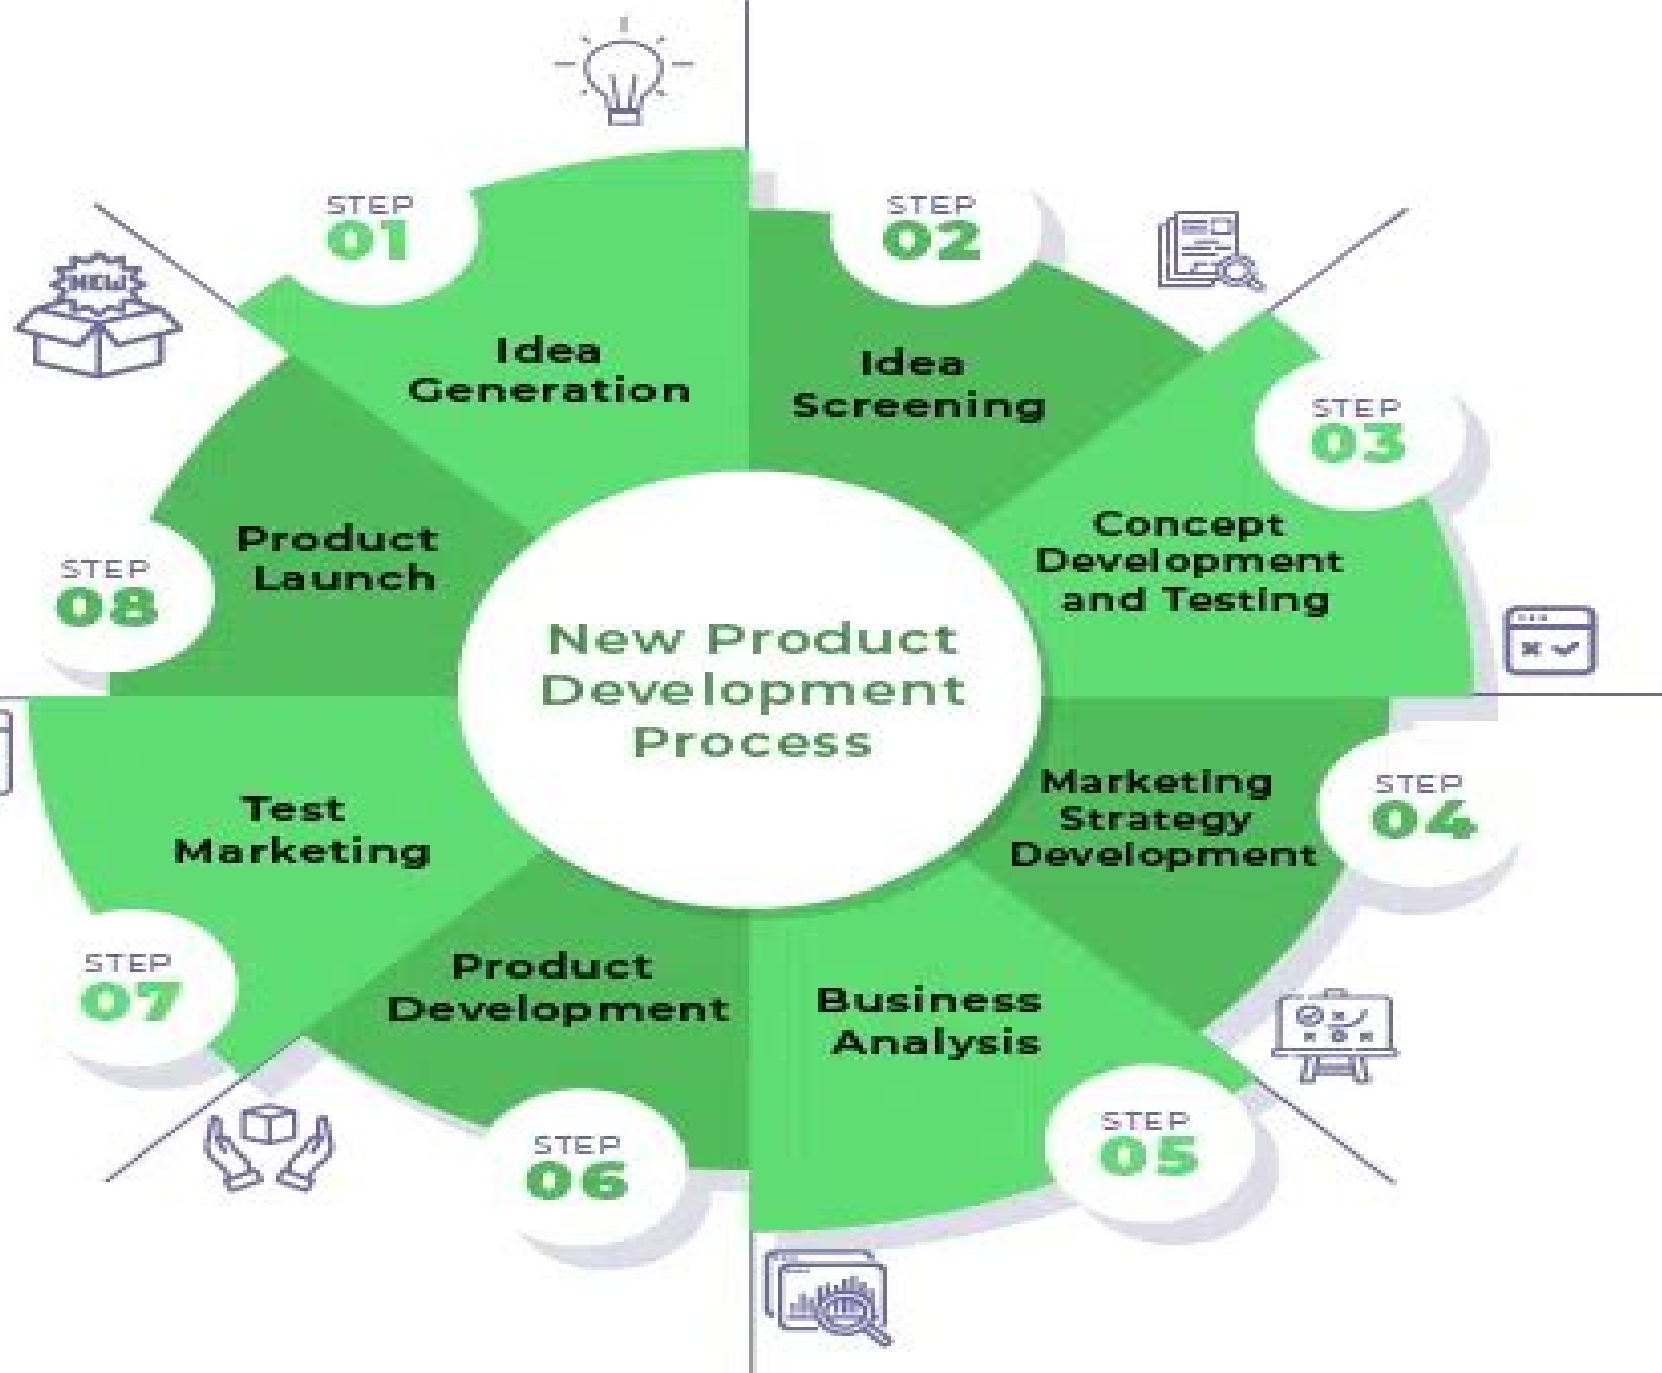 STEP
01
Idea
Generation
STEP
02
Idea
Screening
STEP
03
Concept
Development
and Testing
STEP
04
Marketing
Strategy
Development
STEP
05
Business
Analysis
STEP
06
Product
Development
STEP
07
Test
Marketing
STEP
08
Product
Launch
NEW
New Product
Development
Process